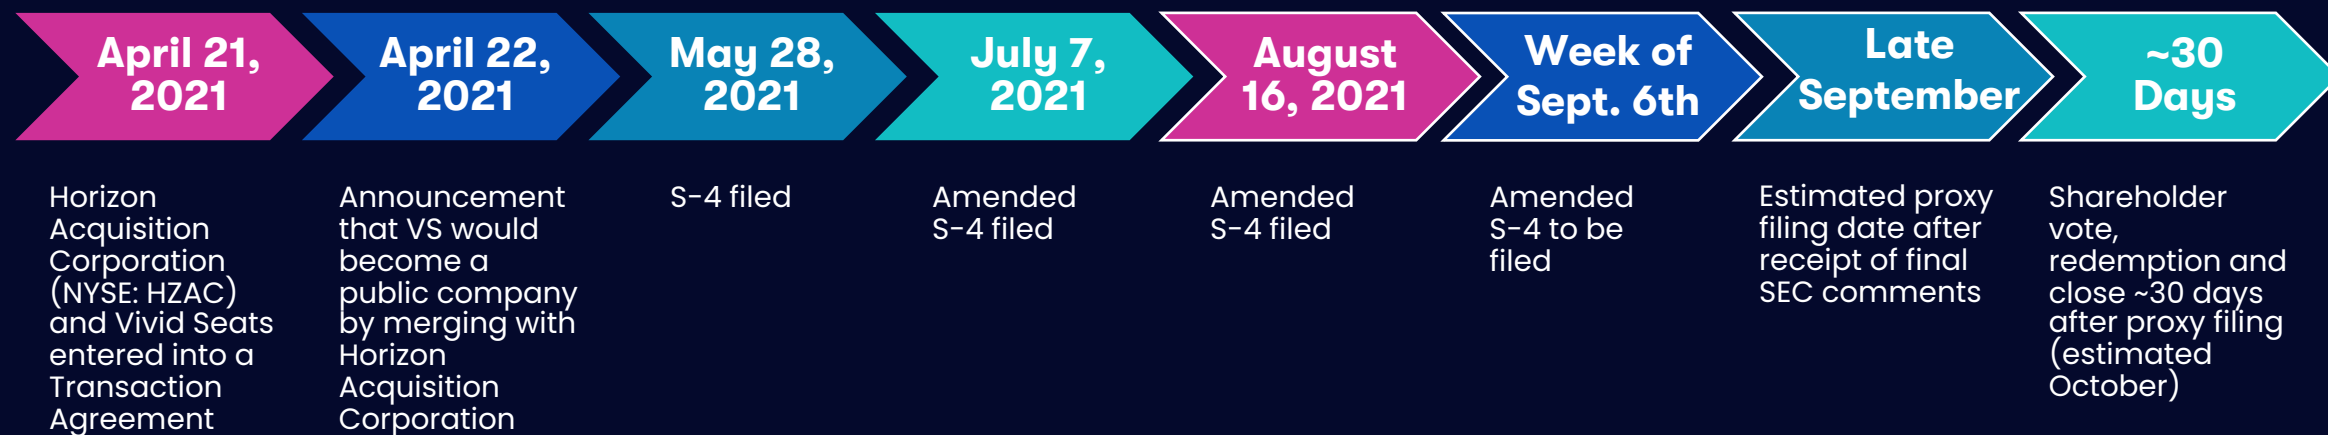 April 21,
2021
April 22,
2021
May 28,
2021
July 7,
2021
August
16, 2021
Week of
Sept. 6th
Late
September
~30
Days
Horizon
Acquisition
Corporation
(NYSE: HZAC)
and Vivid Seats
entered into a
Transaction
Agreement
Announcement
that VS would
become a
public company
by merging with
Horizon
Acquisition
Corporation
S-4 filed
Amended
S-4 filed
Amended
S-4 filed
Amended
S-4 to be
filed
Estimated proxy
filing date after
receipt of final
SEC comments
Shareholder
vote,
redemption and
close ~30 days
after proxy filing
(estimated
October)